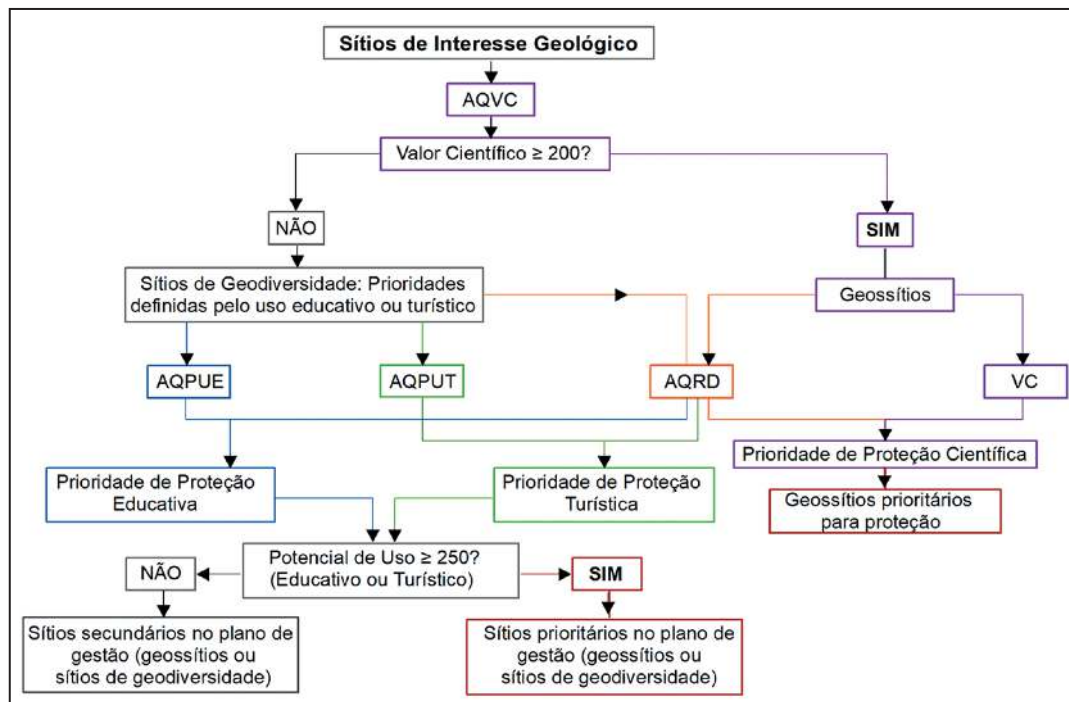 Sítios de Interesse Geológico
AQVC
Valor Científico ≥ 200?
NÃO
SIM
Sítios de Geodiversidade: Prioridades
definidas pelo uso educativo ou turístico
Geossítios
AQPUE
AQPUT
AQRD
VC
Prioridade de Proteção Científica
Prioridade de Proteção
Educativa
Prioridade de Proteção
Turística
Geossítios prioritários
para proteção
Potencial de Uso ≥ 250?
(Educativo ou Turístico)
NÃO
SIM
Sítios secundários no plano de
gestão (geossítios ou
sítios de geodiversidade)
Sítios prioritários no plano de
gestão (geossítios ou
sítios de geodiversidade)